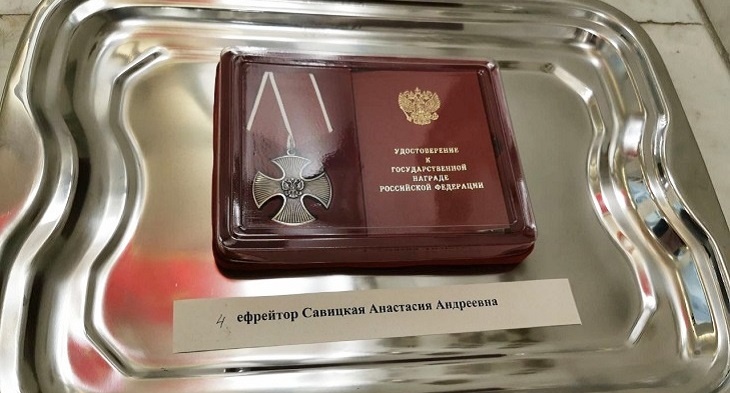 УДОСТОВЕРЕНИЕ
К
ГОСУДАРСТВЕННОЙ
НАГРАДЕ
РОССИЙСКОЙ ФЕДЕРАЦИИ
4 ефрейтор Савицкая Анастасия Андреевна